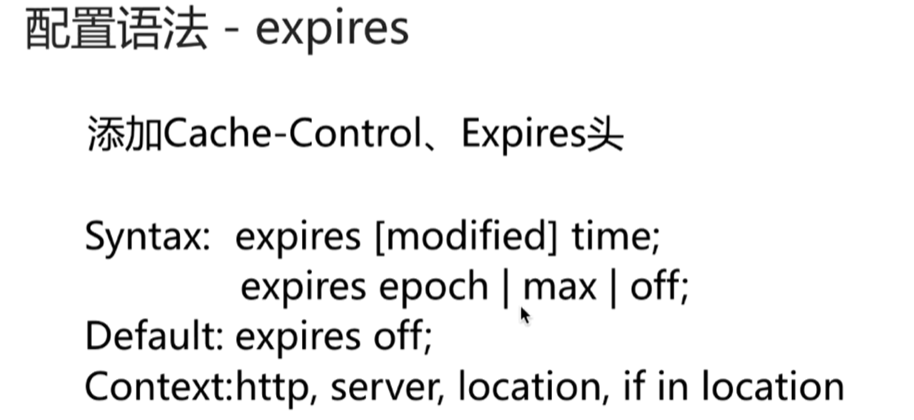 配置语法 - expires
添加Cache-Control、Expires头
Syntax: expires [modified] time;
expires epoch | max | off;
Default: expires off;
Context:http, server, location, if in location